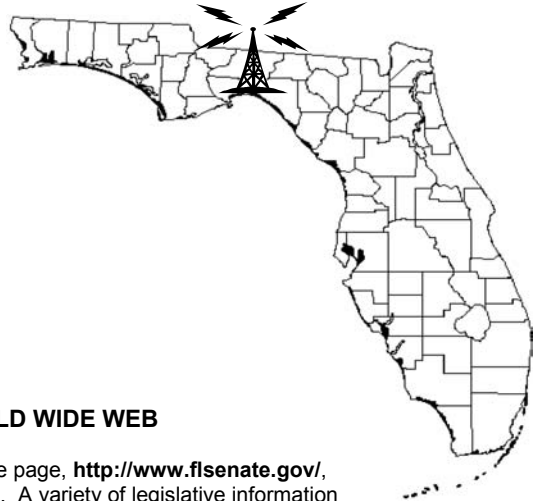 LD WIDE WEB
e page, http://www.flsenate.gov/,
. A variety of legislative information